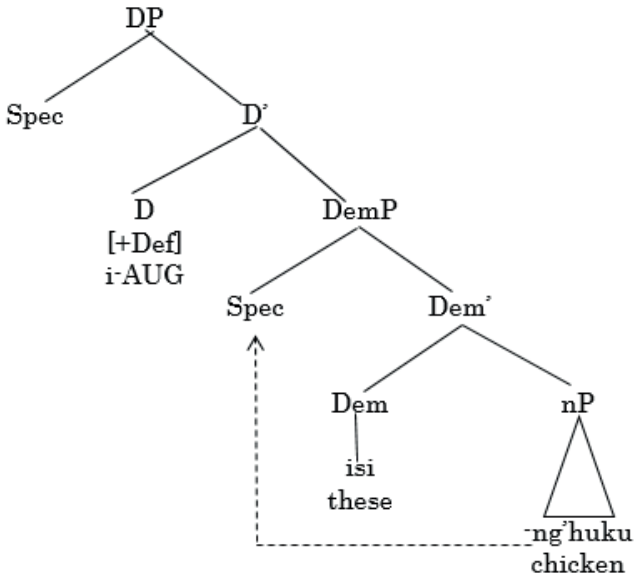 DP
Spec
D’
D
DemP
[+Def]
i-AUG
Spec
Dem’
Dem
nP
isi
these
-ng’huku
chicken